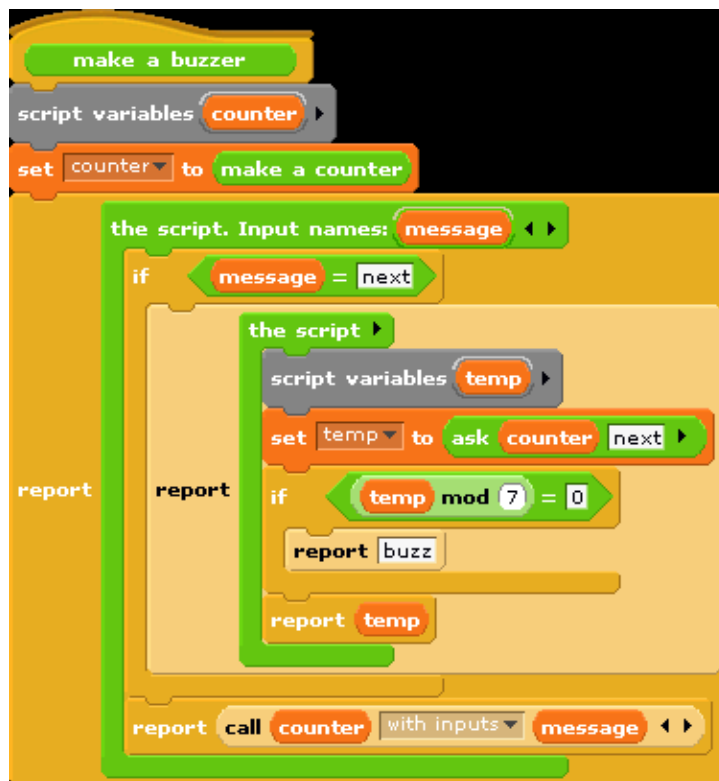 make a buzzer
script variables counter
set counter to make a counter
the script. Input names: message
if message = next
the script
script variables temp
set temp to ask counter next
report report if temp mod 7 = 0
report buzz
report temp
report call counter with inputs message